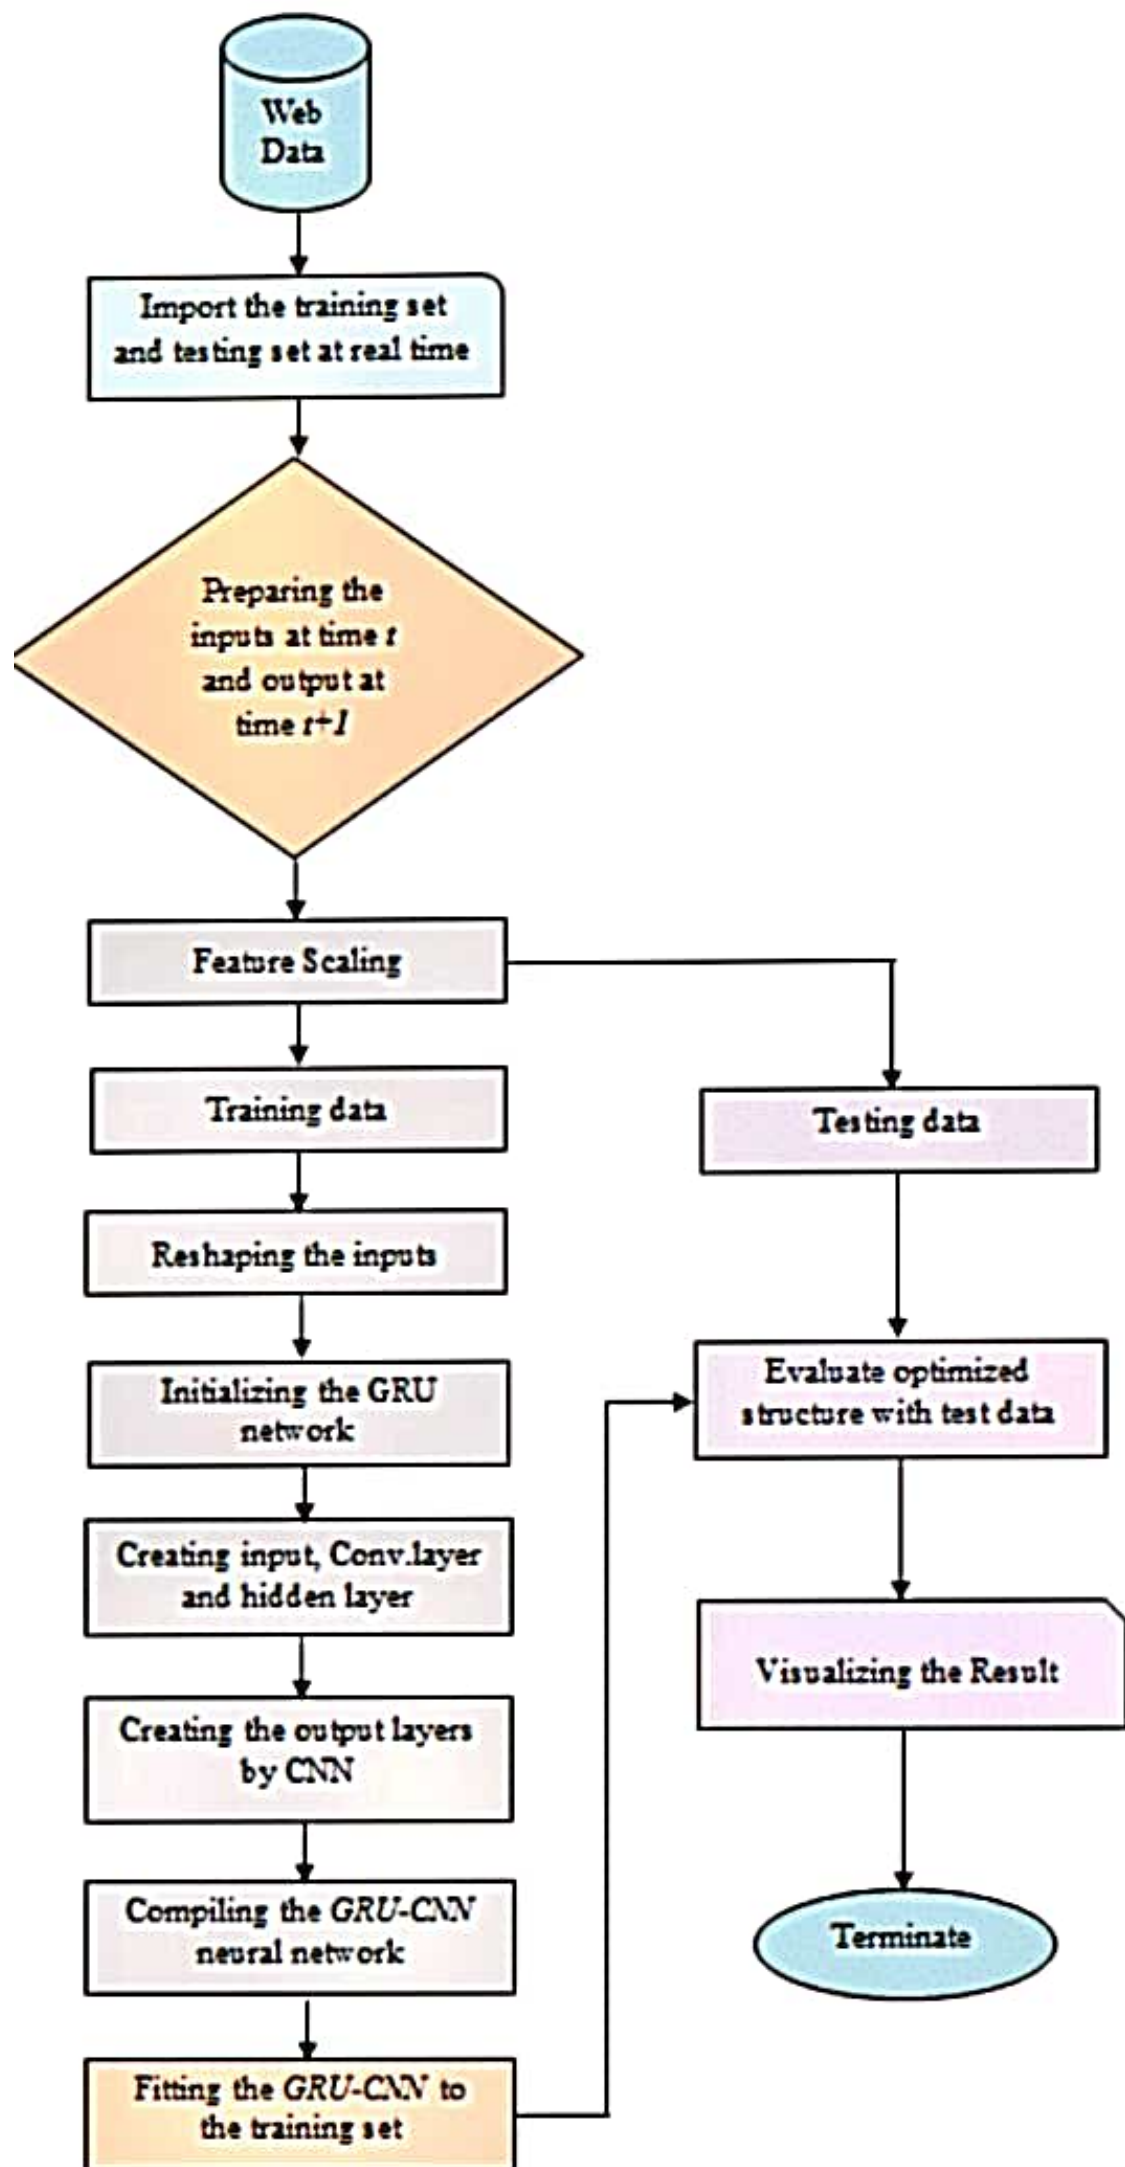 Web
Data
Import the training set
and testing set at real time
Preparing the
inputs at time t
and output at
time t+1
Feature Scaling
Training data
Reshaping the inputs
Initializing the GRU
network
Creating input, Conv.layer
and hidden layer
Creating the output layers
by CNN
Compiling the GRU-CNN
neural network
Fitting the GRU-CNN to
the training set
Testing data
Evaluate optimized
structure with test data
Visualizing the Result
Terminate